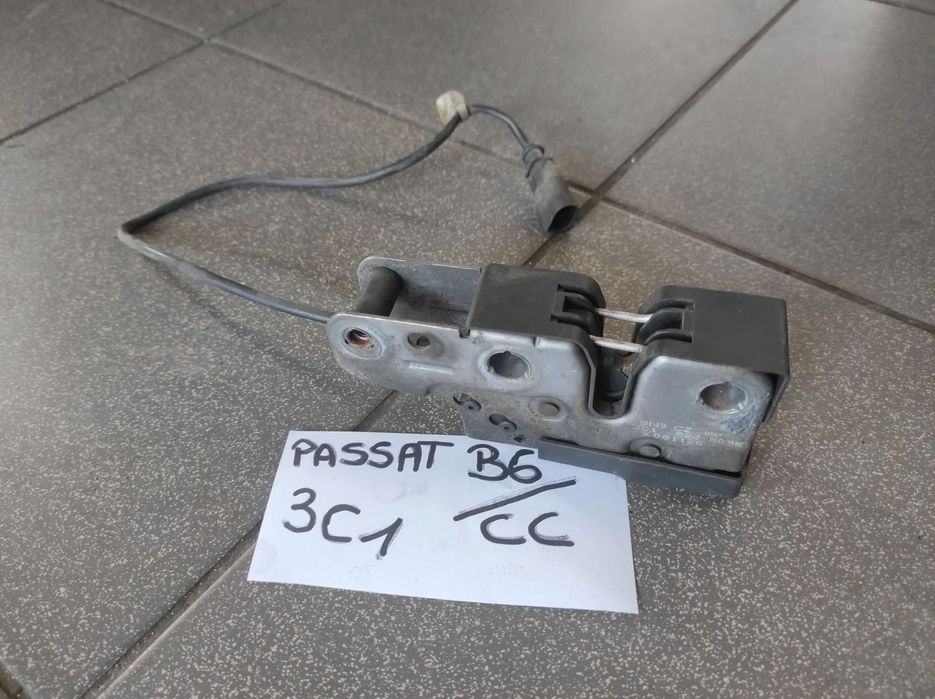 PASSAT B6
3C1 / CC